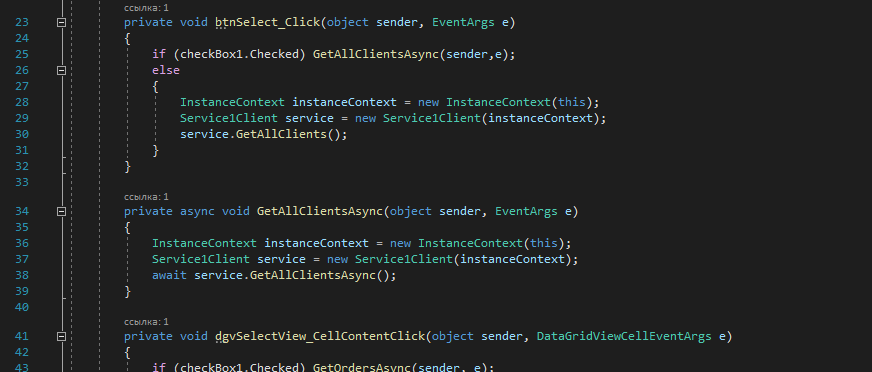 ссылка: 1
23 private void btnSelect_Click(object sender, EventArgs e)
24 {
25 if (checkBox1.Checked) GetAllClientsAsync(sender,e);
26 else
27 {
28 InstanceContext instanceContext = new InstanceContext(this);
29 Service1Client service = new Service1Client(instanceContext);
30 service.GetAllClients();
31 }
32 }
33
ссылка: 1
34 private async void GetAllClientsAsync(object sender, EventArgs e)
35 {
36 InstanceContext instanceContext = new InstanceContext(this);
37 Service1Client service = new Service1Client(instanceContext);
38 await service.GetAllClientsAsync();
39 }
40
ссылка: 1
41 private void dgvSelectView_CellContentClick(object sender, DataGridViewCellEventArgs e)
42 {
43 if (checkBox1.Checked) GetOrdersAsync(sender, e);